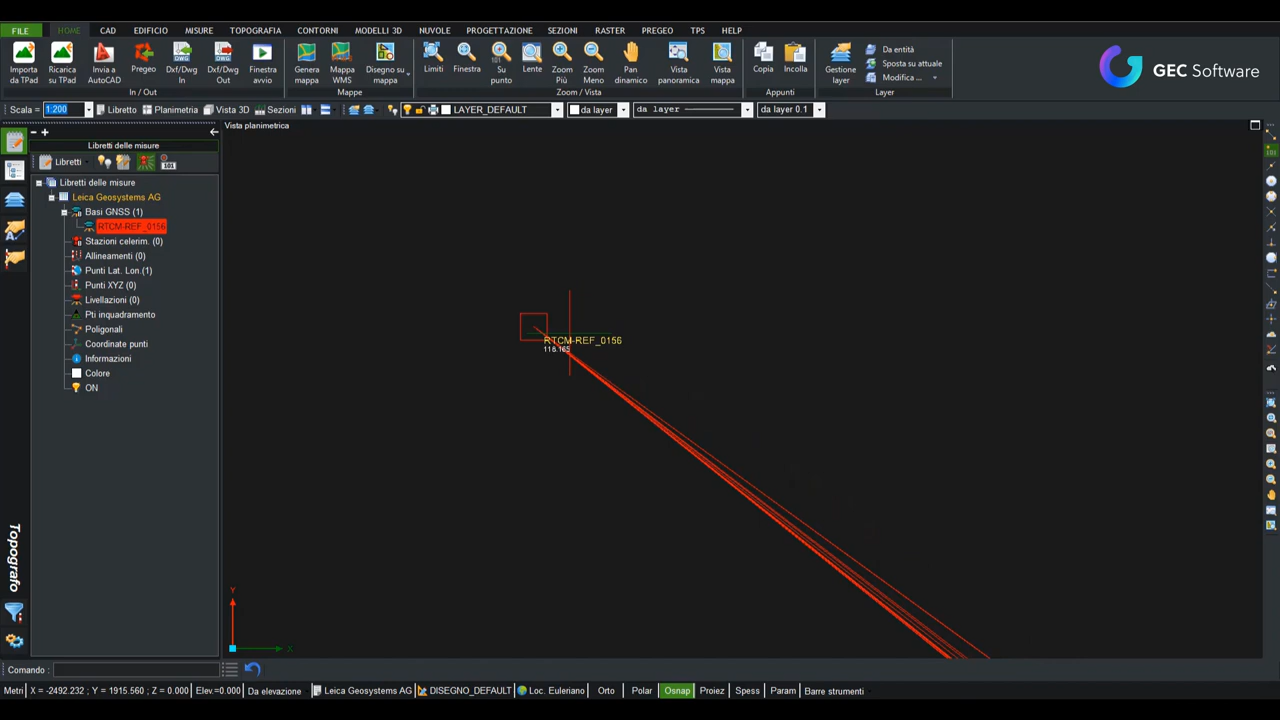 FILE HOME CAD EDIFICIO MISURE TOPOGRAFIA CONTORNI MODELLI 3D NUVOLE PROGETTAZIONE SEZIONI RASTER PREGEO TPS HELP
Importa da TPad
Ricarica su TPad
Invia a AutoCAD
Pregeo
Dxf/Dwg In
Dxf/Dwg Out
Finestra avvio
In / Out
Genera mappa
Mappa WMS
Disegno su mappa
Mappe
Limiti
Finestra
Su punto
Lente
Zoom Più
Zoom Meno
Pan dinamico
Vista panoramica
Vista mappa
Zoom / Vista
Copia
Incolla
Appunti
Gestione layer
Da entità
Sposta su attuale
Modifica ...
Layer
GEC Software
Scala = 1:200 Libretto Planimetria Vista 3D Sezioni LAYER_DEFAULT da layer da layer da layer 0.1
Vista planimetrica
Libretti delle misure
Libretti
101
Libretti delle misure
Leica Geosystems AG
Basi GNSS (1)
RTCM-REF_0156
Stazioni celerim. (0)
Allineamenti (0)
Punti Lat. Lon.(1)
Punti XYZ (0)
Livellazioni (0)
Pti inquadramento
Poligonali
Coordinate punti
Informazioni
Colore
ON
RTCM-REF_0156
Topografo
Y
X
Comando :
Metri X = -2492.232 ; Y = 1915.560 ; Z = 0.000 Elev=0.000 Da elevazione Leica Geosystems AG DISEGNO_DEFAULT Loc. Euleriano Orto Polar Osnap Proiez Spess Param Barre strumenti